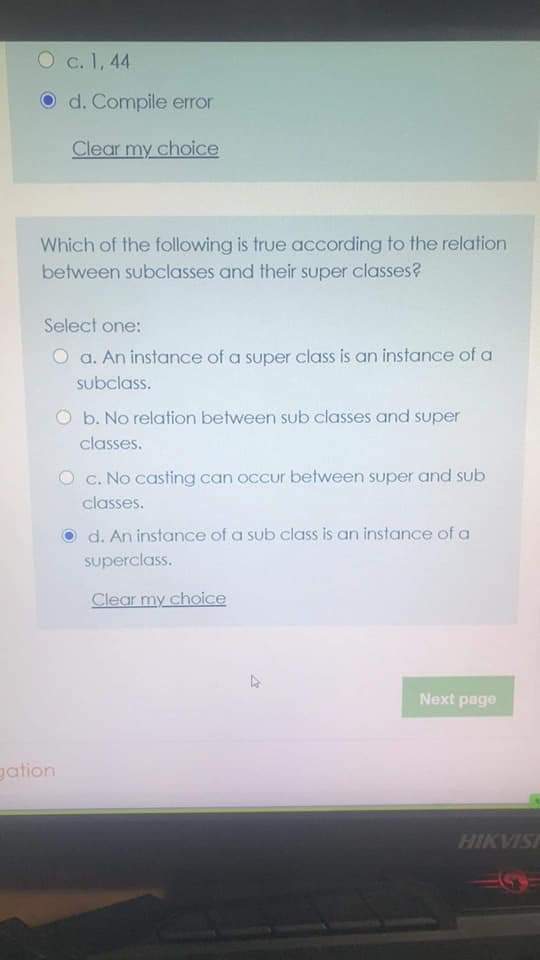 c. 1, 44
d. Compile error
Clear my choice
Which of the following is true according to the relation
between subclasses and their super classes?
Select one:
a. An instance of a super class is an instance of a
subclass.
b. No relation between sub classes and super
classes.
c. No casting can occur between super and sub
classes.
d. An instance of a sub class is an instance of a
superclass.
Clear my choice
Next page
gation
HIKVISI